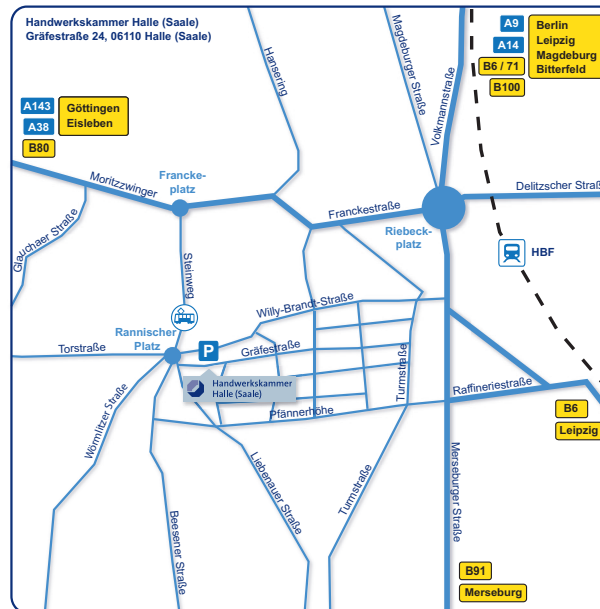 Handwerkskammer Halle (Saale)
Gräfestraße 24, 06110 Halle (Saale)
A9
A14
B6 / 71
B100
Berlin
Leipzig
Magdeburg
Bitterfeld
Hansering
Magdeburger Straße
Volkmannstraße
A143
A38
B80
Göttingen
Eisleben
Moritzzwinger
Francke-
platz
Franckestraße
Delitzscher Straße
Riebeck-
platz
Glauchaer Straße
Steinweg
HBF
Willy-Brandt-Straße
Rannischer
Platz
Torstraße
P
Gräfestraße
Handwerkskammer
Halle (Saale)
Turmstraße
Raffineriestraße
Pfännerhöhe
Wörmlitzer Straße
B6
Leipzig
Liebenauer Straße
Turmstraße
Merseburger Straße
Beesener Straße
B91
Merseburg